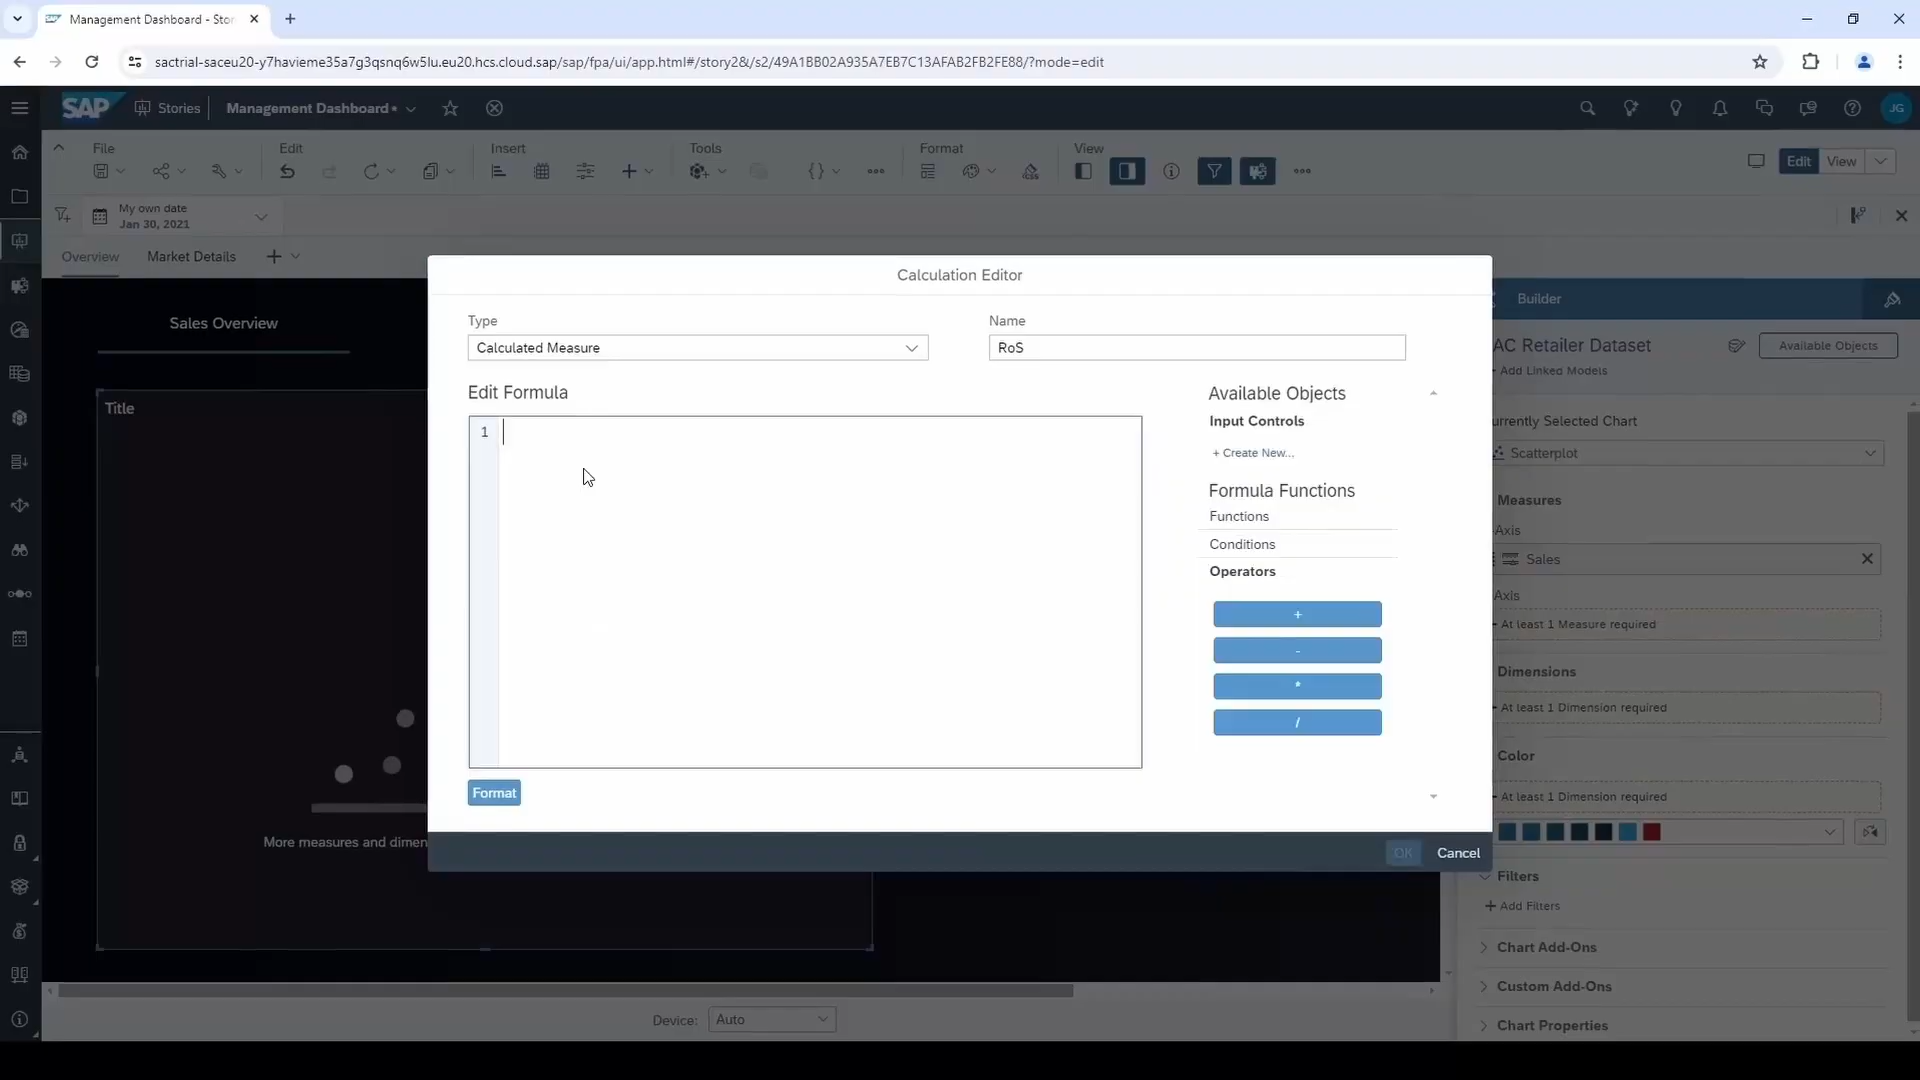 Management Dashboard - Stor
sactrial-saceu20-y7havieme35a7g3qsnq6w5lu.eu20.hcs.cloud.sap/sap/fpa/ui/app.html#/story2&/s2/49A1BB02A935A7EB7C13AFAB2FB2FE88/?mode=edit
SAP Stories Management Dashboard* JG
File Edit Insert Tools Format View
Edit View
My own date
Jan 30, 2021
Overview Market Details
Calculation Editor
Builder
Sales Overview
Type Name
Calculated Measure RoS
AC Retailer Dataset Available Objects
+ Add Linked Models
Edit Formula Available Objects
Title
Input Controls
urrently Selected Chart
1
+ Create New...
Scatterplot
Formula Functions
Measures
Functions
-Axis
Conditions
Sales
Operators
-Axis
+
At least 1 Measure required
-
Dimensions
*
At least 1 Dimension required
/
Color
Format
At least 1 Dimension required
More measures and dimen
OK Cancel
Filters
+ Add Filters
Chart Add-Ons
Custom Add-Ons
Device: Auto
Chart Properties